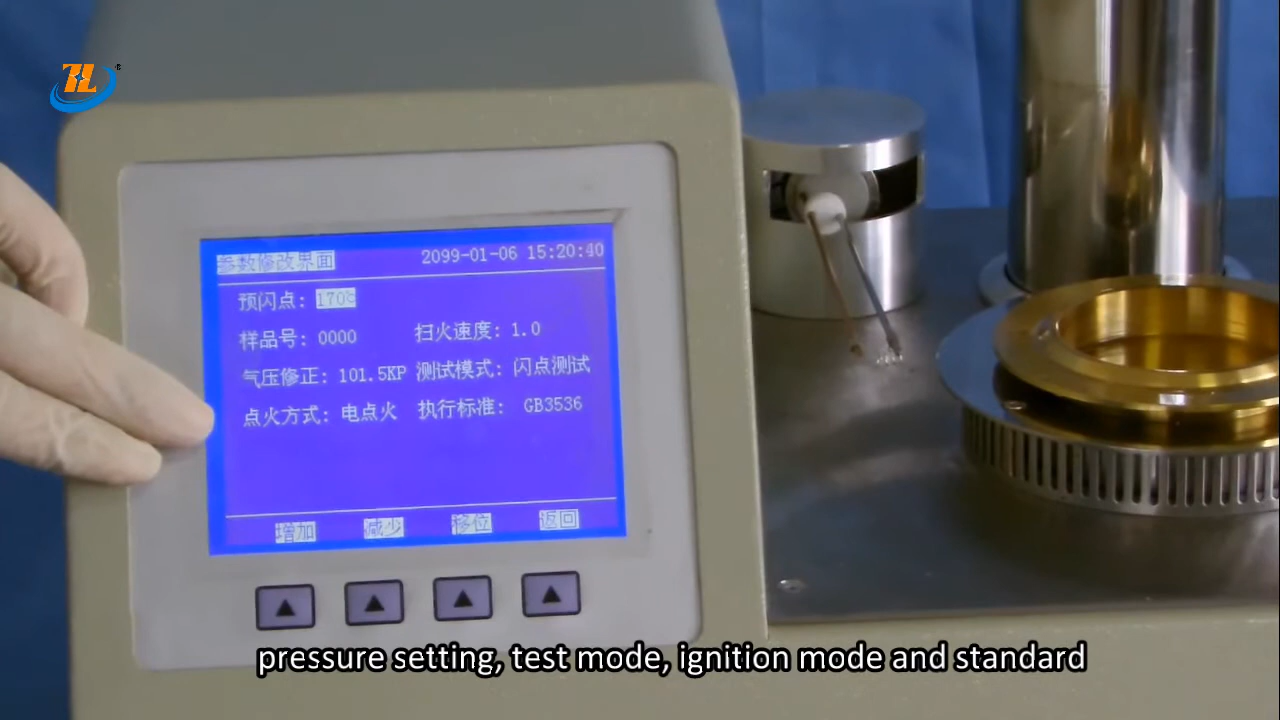 ZL®
参数修改界面 2099-01-06 15:20:40
预闪点: 170
样品号: 0000 扫火速度: 1.0
气压修正: 101.5KP 测试模式: 闪点测试
点火方式: 电点火 执行标准: GB3536
增加 减少 移位 返回
pressure setting, test mode, ignition mode and standard